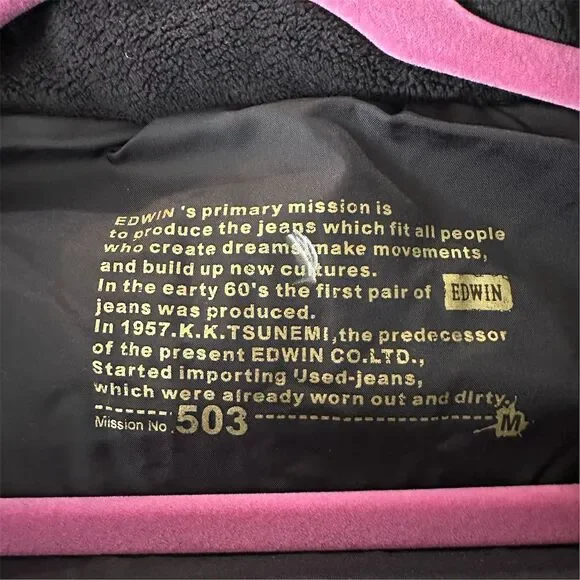 EDWIN 's primary mission is
to produce the jeans which fit all people
who create dreams, make movements,
and build up new cultures.
In the earty 60's the first pair of EDWIN
jeans was produced.
In 1957.K.K.TSUNEMI,the predecessor
of the present EDWIN CO.LTD.,
Started importing 'Used-jeans,
which were already worn out and dirty.
Mission No. 503 M